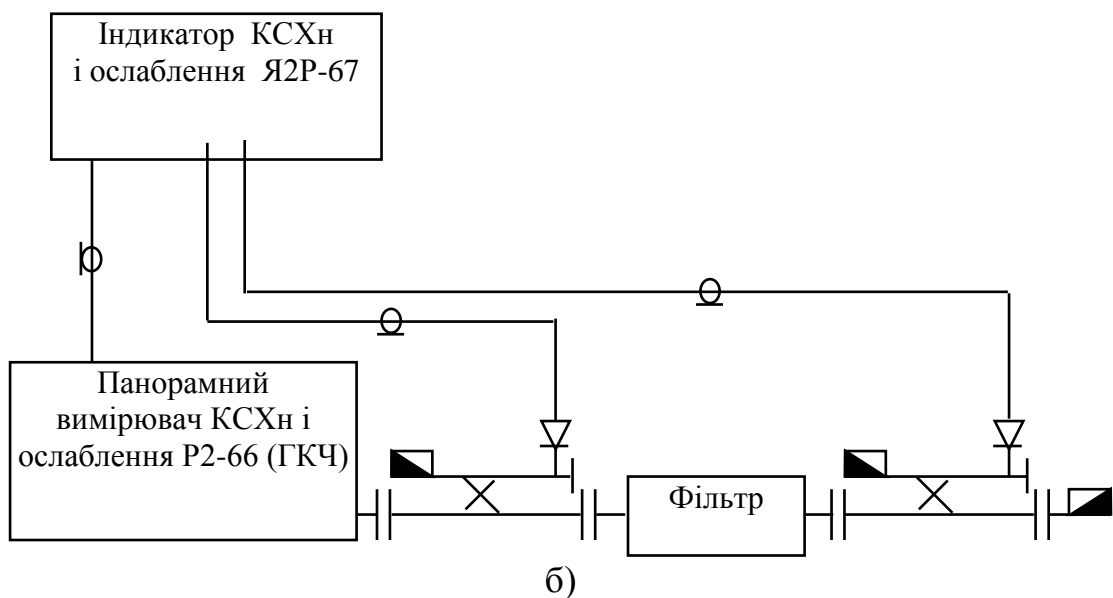 Індикатор КСХн
і ослаблення Я2Р-67
Панорамний
вимірювач КСХн і
ослаблення Р2-66 (ГКЧ)
Фільтр
б)